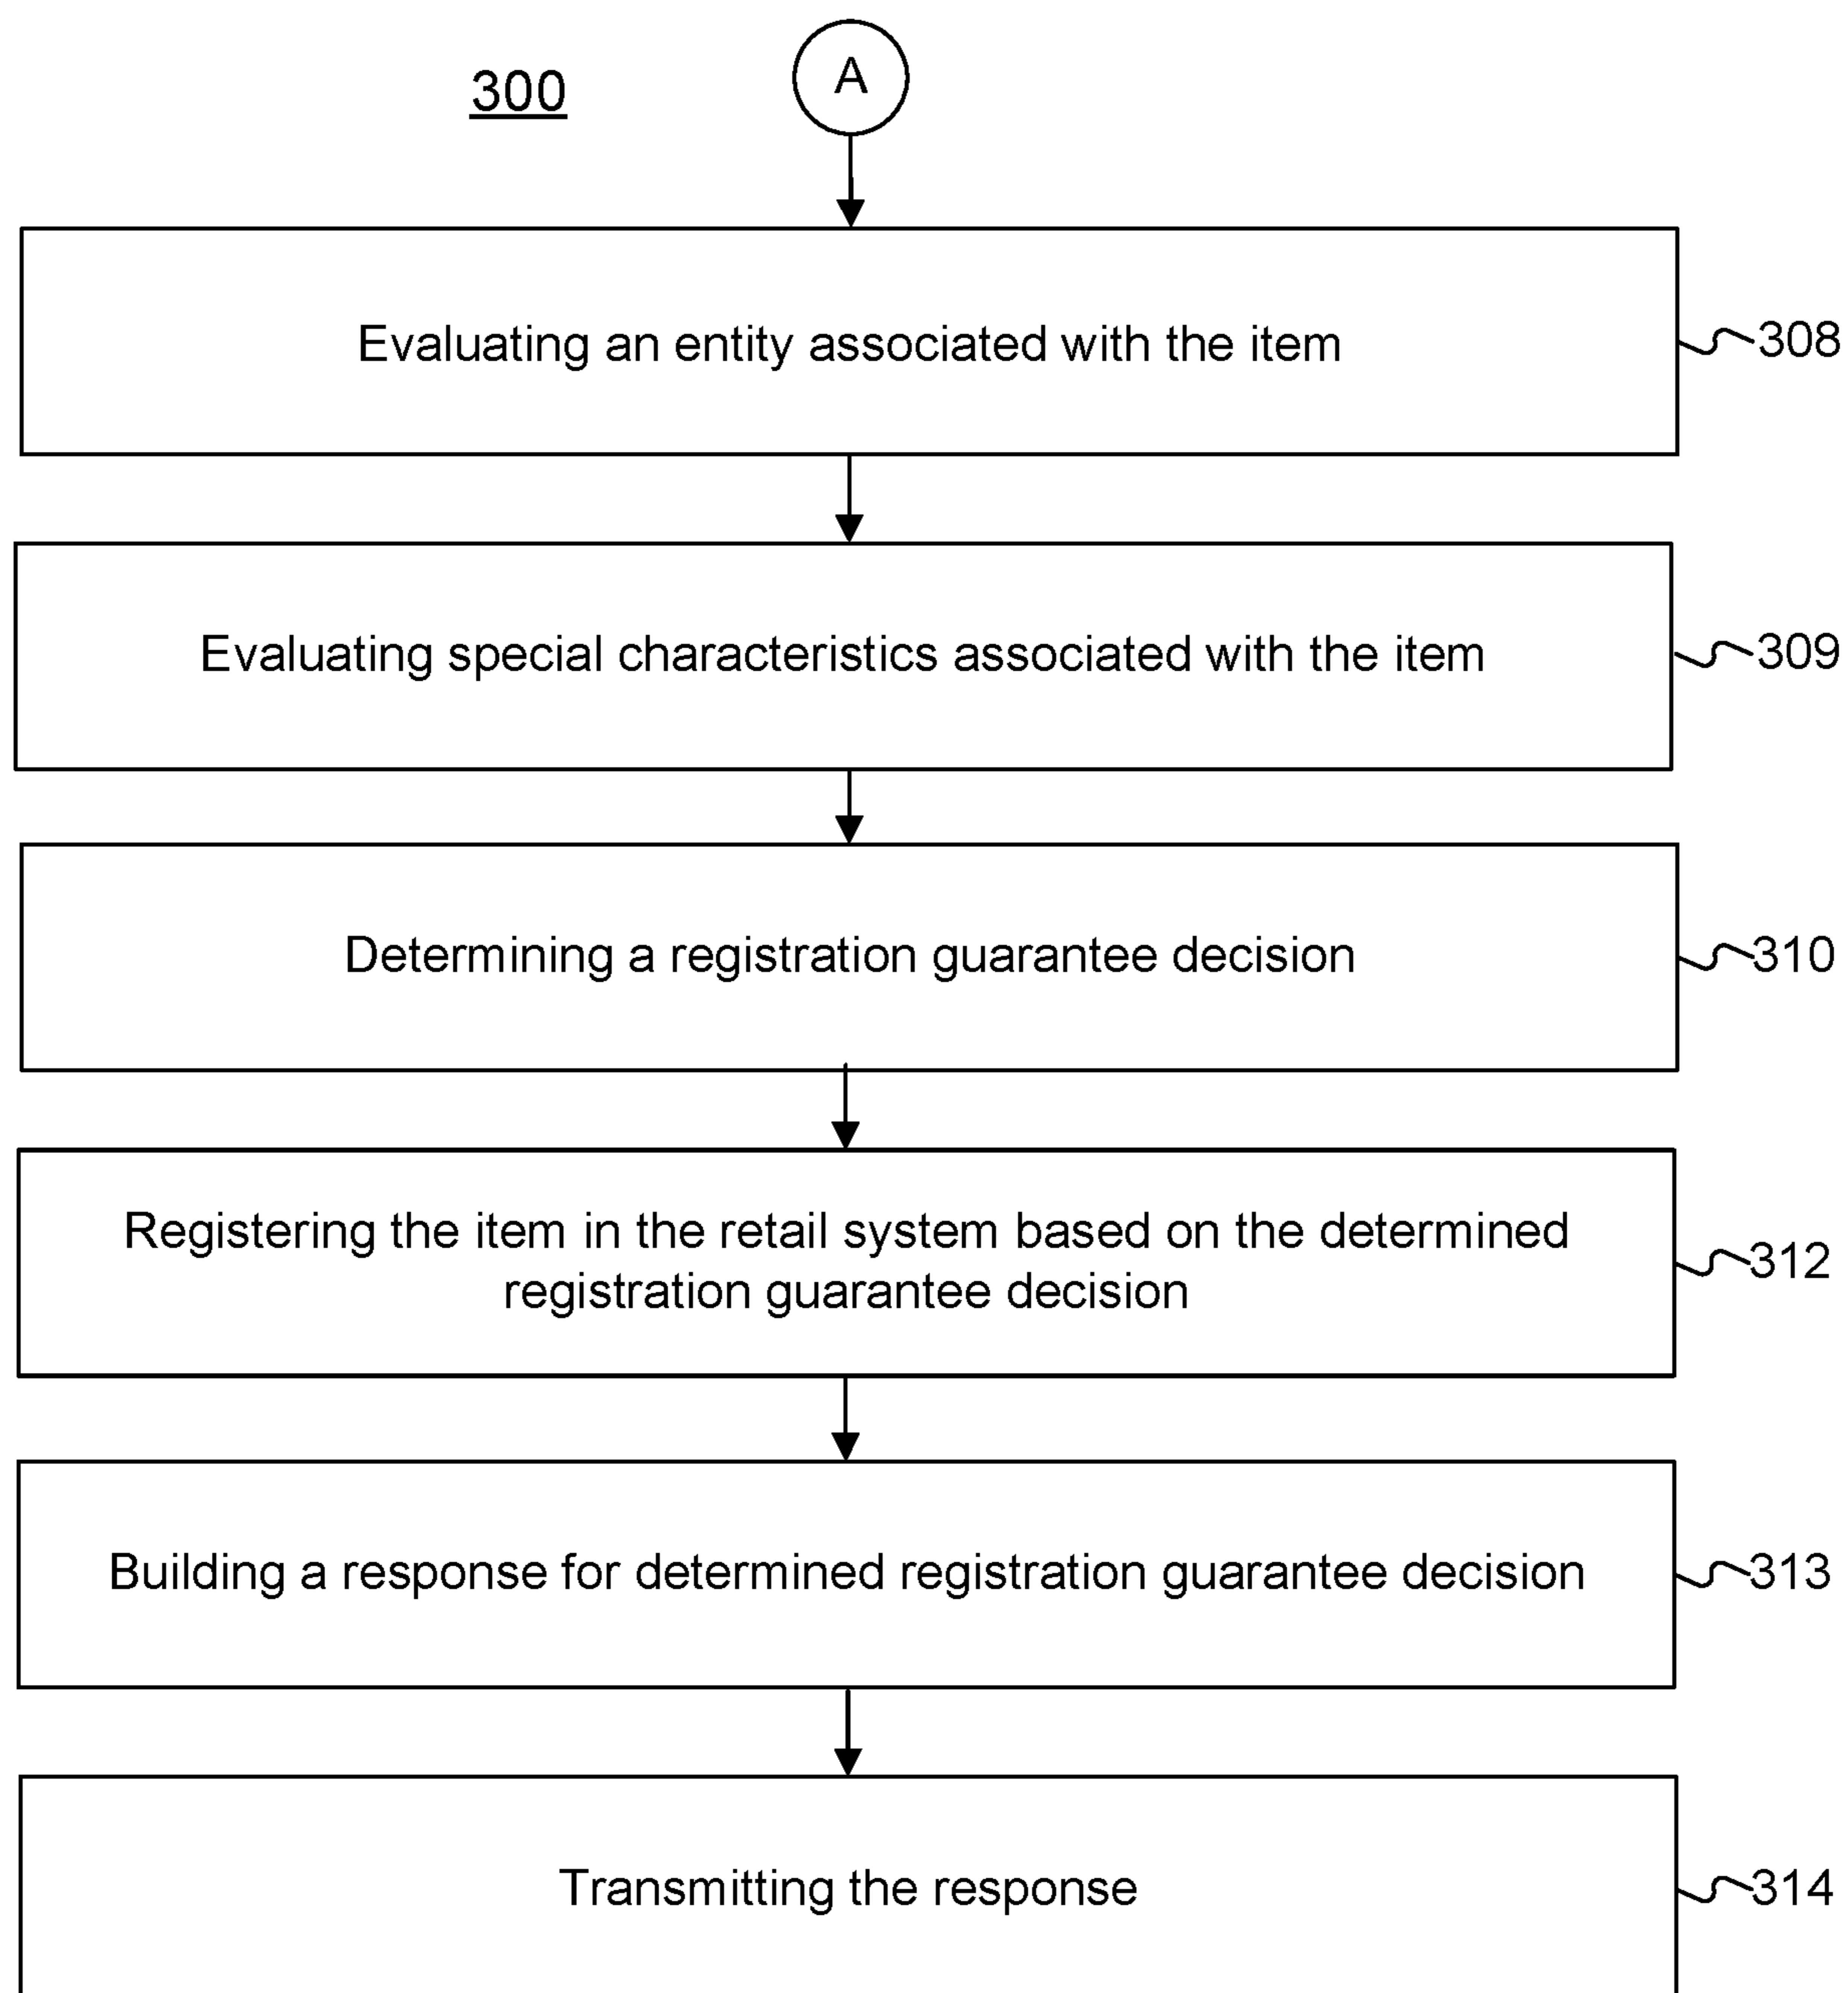 300
A
Evaluating an entity associated with the item
308
Evaluating special characteristics associated with the item
309
Determining a registration guarantee decision
310
Registering the item in the retail system based on the determined
registration guarantee decision
312
Building a response for determined registration guarantee decision
313
Transmitting the response
314